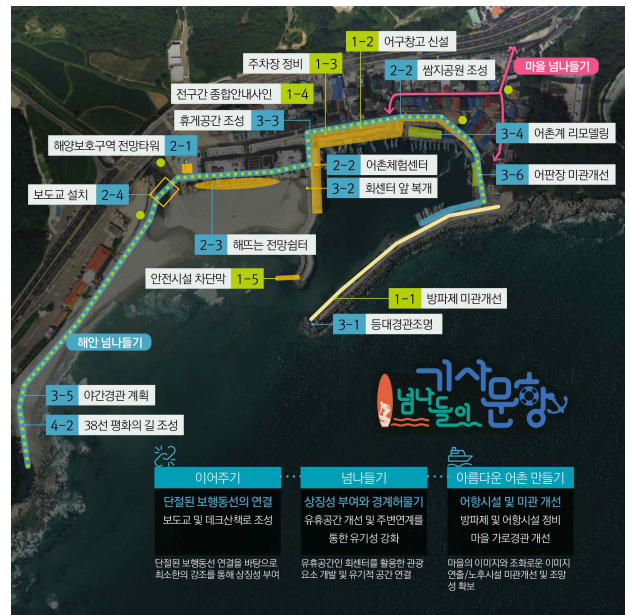 1-2 어구창고 신설
주차장 정비 1-3
2-2 쌈지공원 조성
마을 넘나들기
전구간 종합안내사인 1-4
휴게공간 조성 3-3
3-4 어촌계 리모델링
해양보호구역 전망타워 2-1
2-2 어촌체험센터
3-6 어판장 미관개선
보도교 설치 2-4
3-2 회센터 앞 복개
2-3 해뜨는 전망쉼터
안전시설 차단막 1-5
1-1 방파제 미관개선
3-1 등대경관조명
해안 넘나들기
3-5 야간경관 계획
4-2 38선 평화의 길 조성
기사문항
넘나들이
이어주기
단절된 보행동선의 연결
보도교 및 데크산책로 조성
단절된 보행동선 연결을 바탕으로
최소한의 강조를 통해 상징성 부여
넘나들기
상징성 부여와 경계허물기
유휴공간 개선 및 주변연계를
통한 유기성 강화
유휴공간인 회센터를 활용한 관광
요소 개발 및 유기적 공간 연결
아름다운 어촌 만들기
어항시설 및 미관 개선
방파제 및 어항시설 정비
마을 가로경관 개선
마을의 이미지와 조화로운 이미지
연출/노후시설 미관개선 및 조망
성 확보